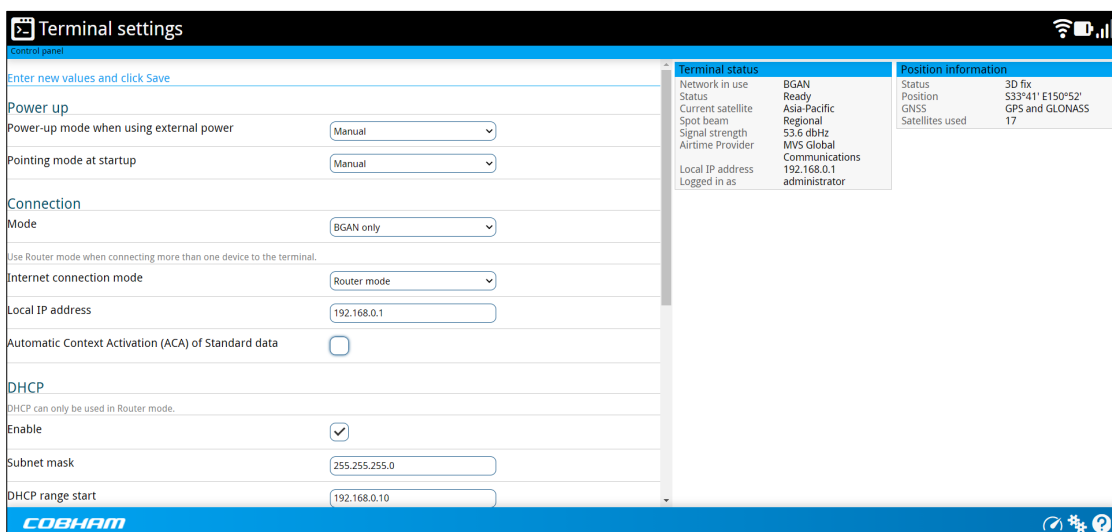 Terminal settings
Control panel
Enter new values and click Save
Power up
Power-up mode when using external power
Manual
Pointing mode at startup
Manual
Connection
Mode
BGAN only
Use Router mode when connecting more than one device to the terminal.
Internet connection mode
Router mode
Local IP address
192.168.0.1
Automatic Context Activation (ACA) of Standard data
DHCP
DHCP can only be used in Router mode.
Enable
Subnet mask
255.255.255.0
DHCP range start
192.168.0.10
Terminal status
Network in use BGAN
Status Ready
Current satellite Asia-Pacific
Spot beam Regional
Signal strength 53.6 dbHz
Airtime Provider MVS Global
Communications
Local IP address 192.168.0.1
Logged in as administrator
Position information
Status 3D fix
Position S33°41' E150°52'
GNSS GPS and GLONASS
Satellites used 17
COBHAM